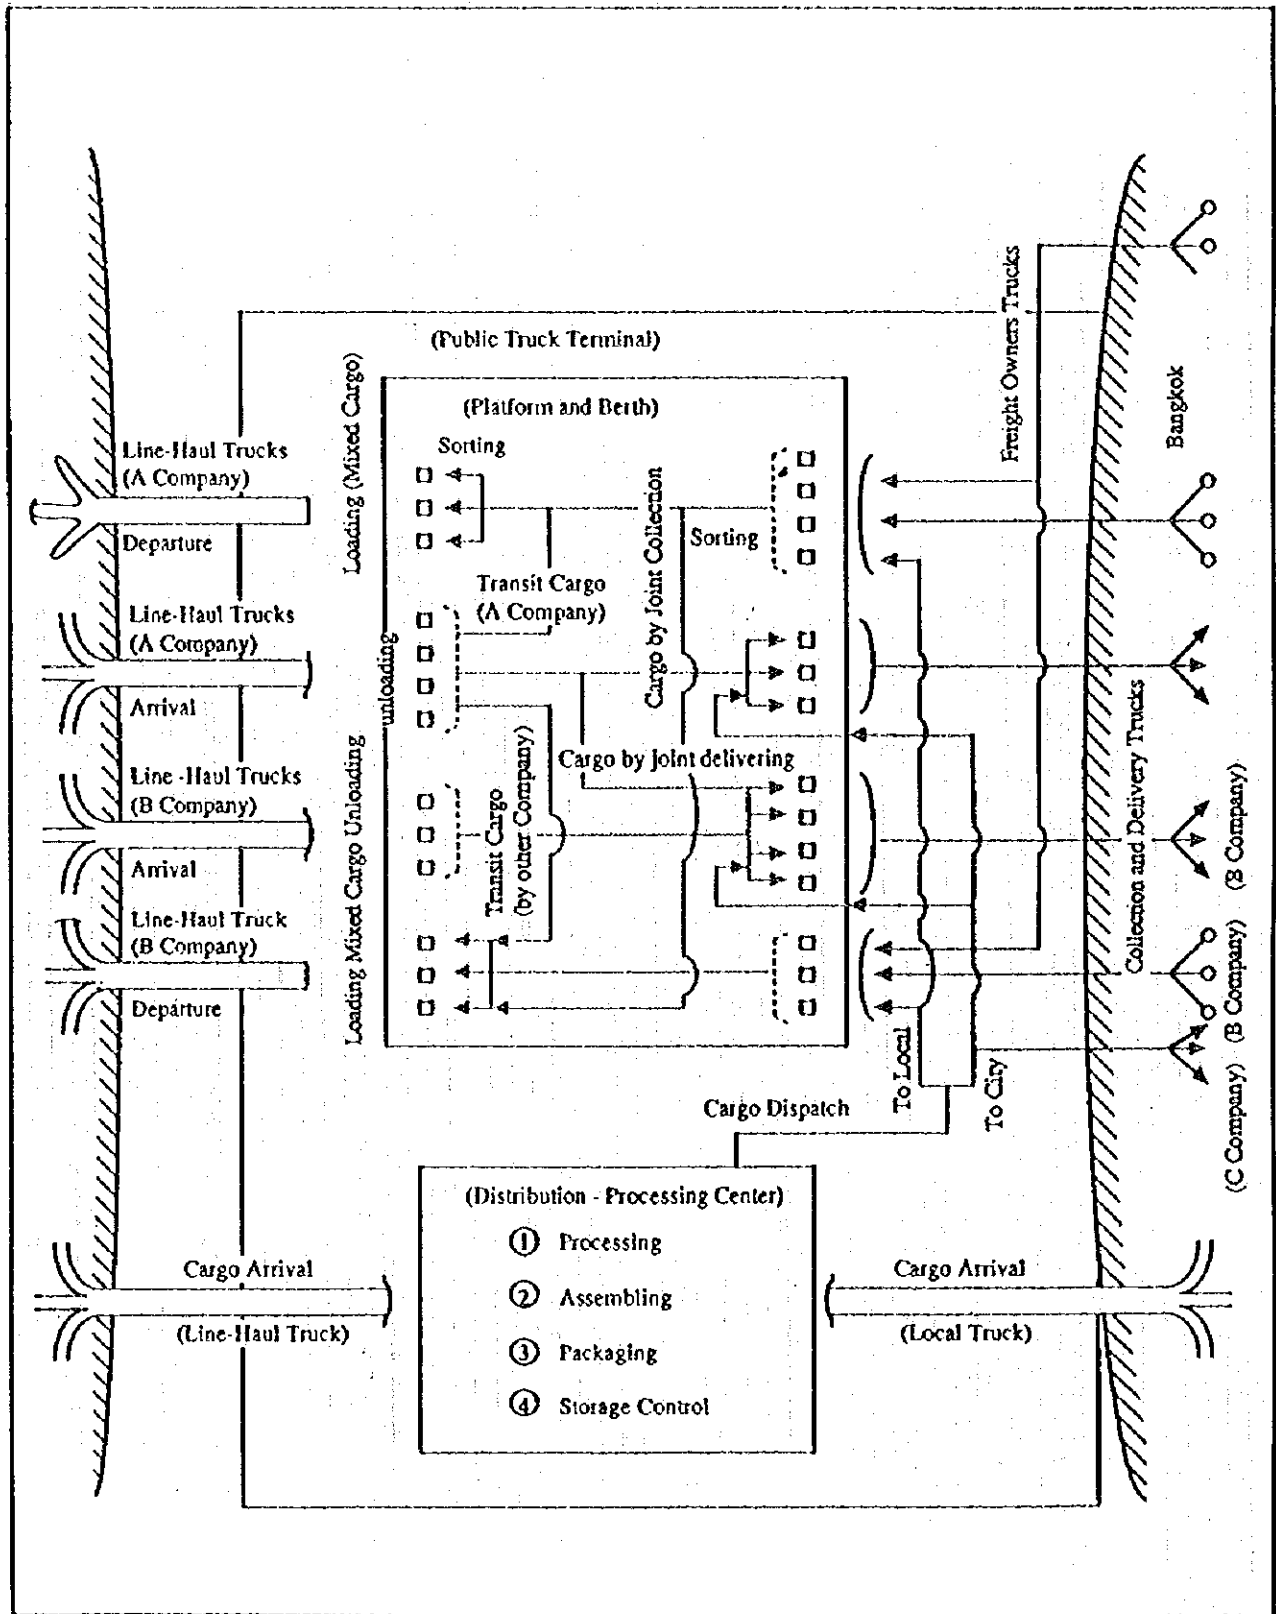 (Public Truck Terminal)
(Platform and Berth)
Sorting
Loading (Mixed Cargo)
Line-Haul Trucks
(A Company)
Departure
Transit Cargo
(A Company)
Cargo by Joint Collection
Sorting
Freight Owners Trucks
Bangkok
Line-Haul Trucks
(A Company)
Arrival
unloading
Cargo by joint delivering
Line -Haul Trucks
(B Company)
Arrival
Loading Mixed Cargo Unloading
Transit Cargo
(by other Company)
Collection and Delivery Trucks
Line-Haul Truck
(B Company)
Departure
(C Company) (B Company) (B Company)
To Local
To City
Cargo Dispatch
(Distribution - Processing Center)
① Processing
② Assembling
③ Packaging
④ Storage Control
Cargo Arrival
(Line-Haul Truck)
Cargo Arrival
(Local Truck)